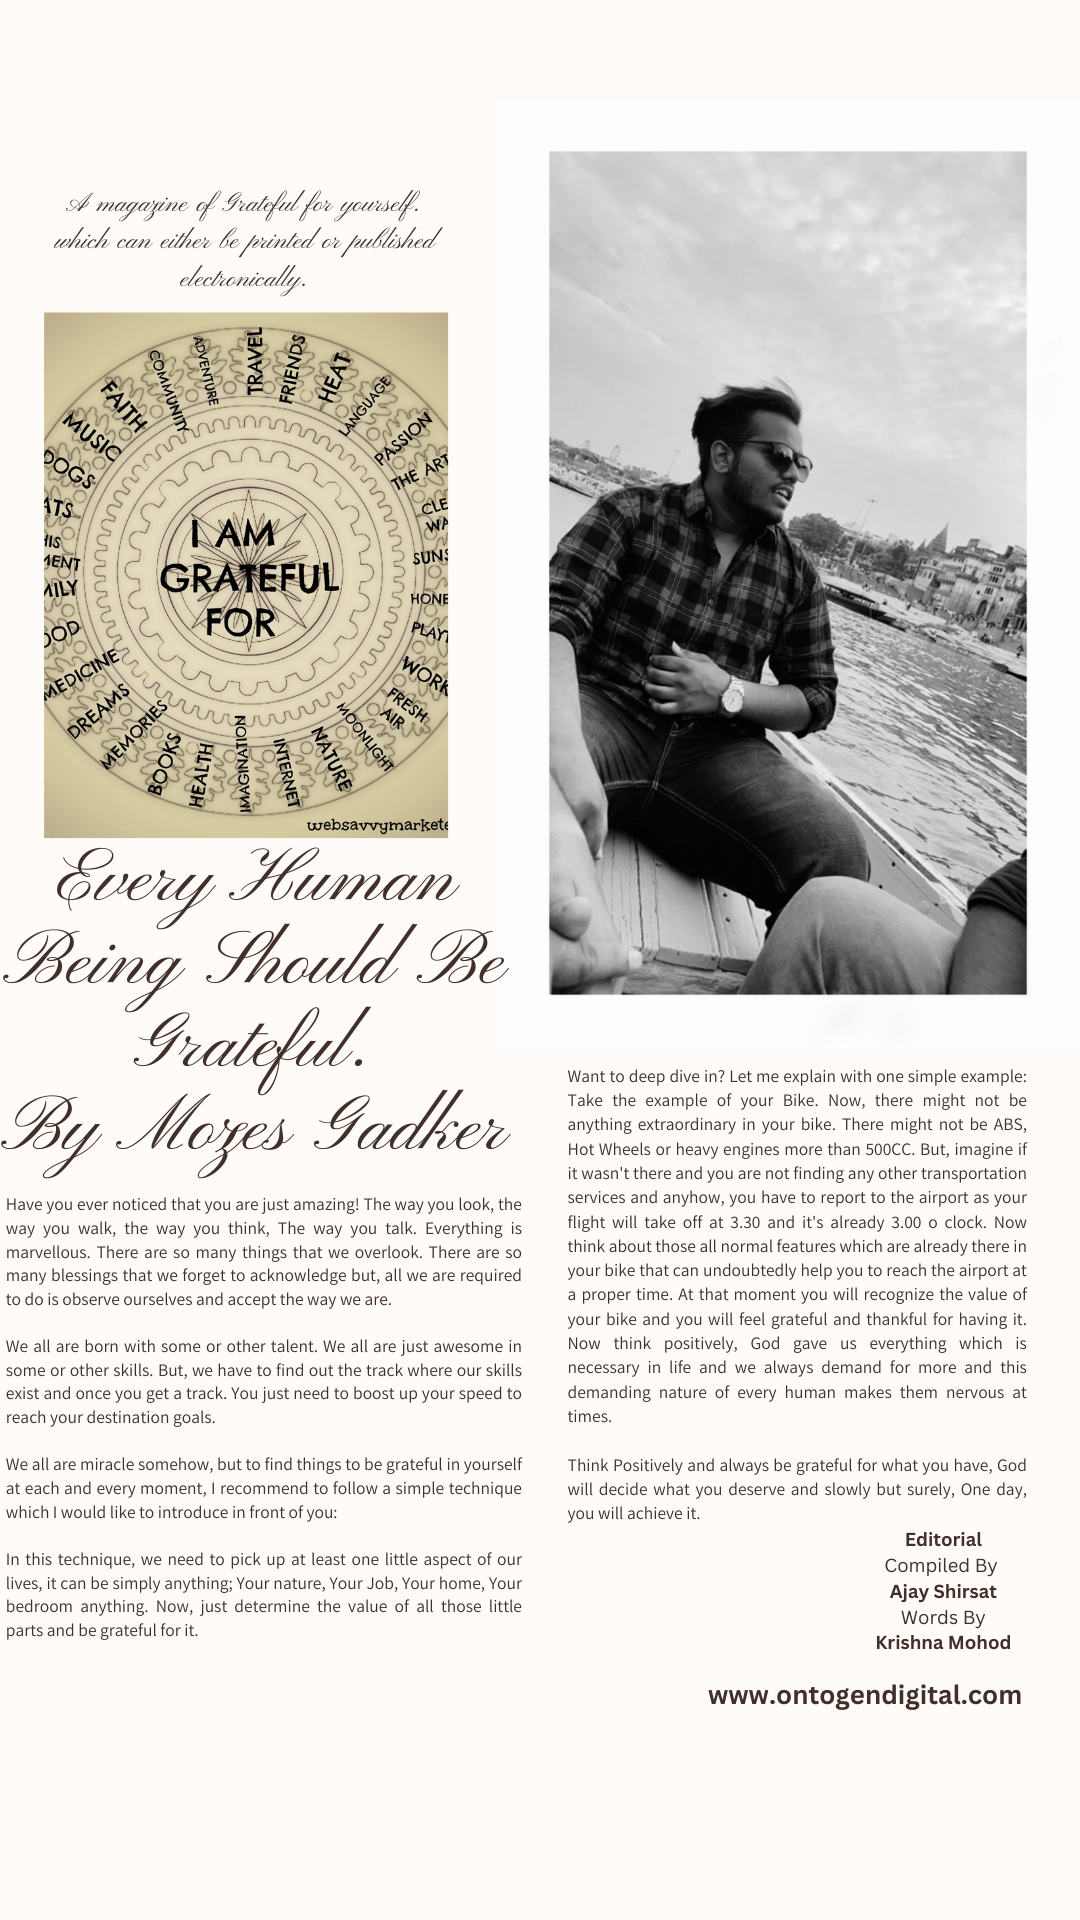 A magazine of Grateful for yourself.
which can either be printed or published
electronically.
TRAVEL
FRIENDS
HEAT
LANGUAGE
PASSION
THE ART
CLE
WA
SUNS
HONE
PLAY
WORK
FRESH
AIR
MOONLIGHT
NATURE
INTERNET
IMAGINATION
HEALTH
BOOKS
MEMORIES
DREAMS
MEDICINE
OOD
MILY
HIS
MENT
ATS
DOGS
MUSIC
FAITH
COMMUNITY
ADVENTURE
I AM
GRATEFUL
FOR
websavvymarkete
Every Human
Being Should Be
Grateful.
By Mozes Gadker
Have you ever noticed that you are just amazing! The way you look, the
way you walk, the way you think, The way you talk. Everything is
marvellous. There are so many things that we overlook. There are so
many blessings that we forget to acknowledge but, all we are required
to do is observe ourselves and accept the way we are.
We all are born with some or other talent. We all are just awesome in
some or other skills. But, we have to find out the track where our skills
exist and once you get a track. You just need to boost up your speed to
reach your destination goals.
We all are miracle somehow, but to find things to be grateful in yourself
at each and every moment, I recommend to follow a simple technique
which I would like to introduce in front of you:
In this technique, we need to pick up at least one little aspect of our
lives, it can be simply anything; Your nature, Your Job, Your home, Your
bedroom anything. Now, just determine the value of all those little
parts and be grateful for it.
Want to deep dive in? Let me explain with one simple example:
Take the example of your Bike. Now, there might not be
anything extraordinary in your bike. There might not be ABS,
Hot Wheels or heavy engines more than 500CC. But, imagine if
it wasn't there and you are not finding any other transportation
services and anyhow, you have to report to the airport as your
flight will take off at 3.30 and it's already 3.00 o clock. Now
think about those all normal features which are already there in
your bike that can undoubtedly help you to reach the airport at
a proper time. At that moment you will recognize the value of
your bike and you will feel grateful and thankful for having it.
Now think positively, God gave us everything which is
necessary in life and we always demand for more and this
demanding nature of every human makes them nervous at
times.
Think Positively and always be grateful for what you have, God
will decide what you deserve and slowly but surely, One day,
you will achieve it.
Editorial
Compiled By
Ajay Shirsat
Words By
Krishna Mohod
www.ontogendigital.com